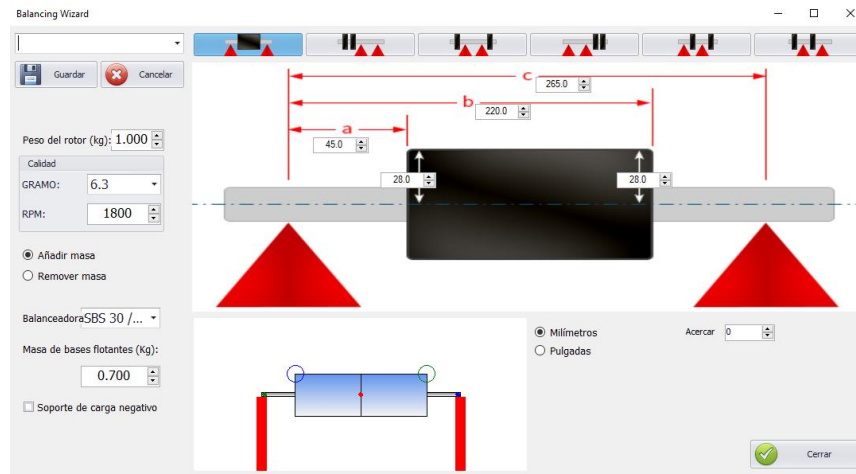 Balancing Wizard
Guardar
Cancelar
c
265.0
b
220.0
a
45.0
28.0
28.0
Peso del rotor (kg): 1.000
Calidad
GRAMO: 6.3
RPM: 1800
Añadir masa
Remover masa
Balanceadora SBS 30 /...
Masa de bases flotantes (Kg):
0.700
Soporte de carga negativo
Milímetros
Pulgadas
Acercar 0
Cerrar